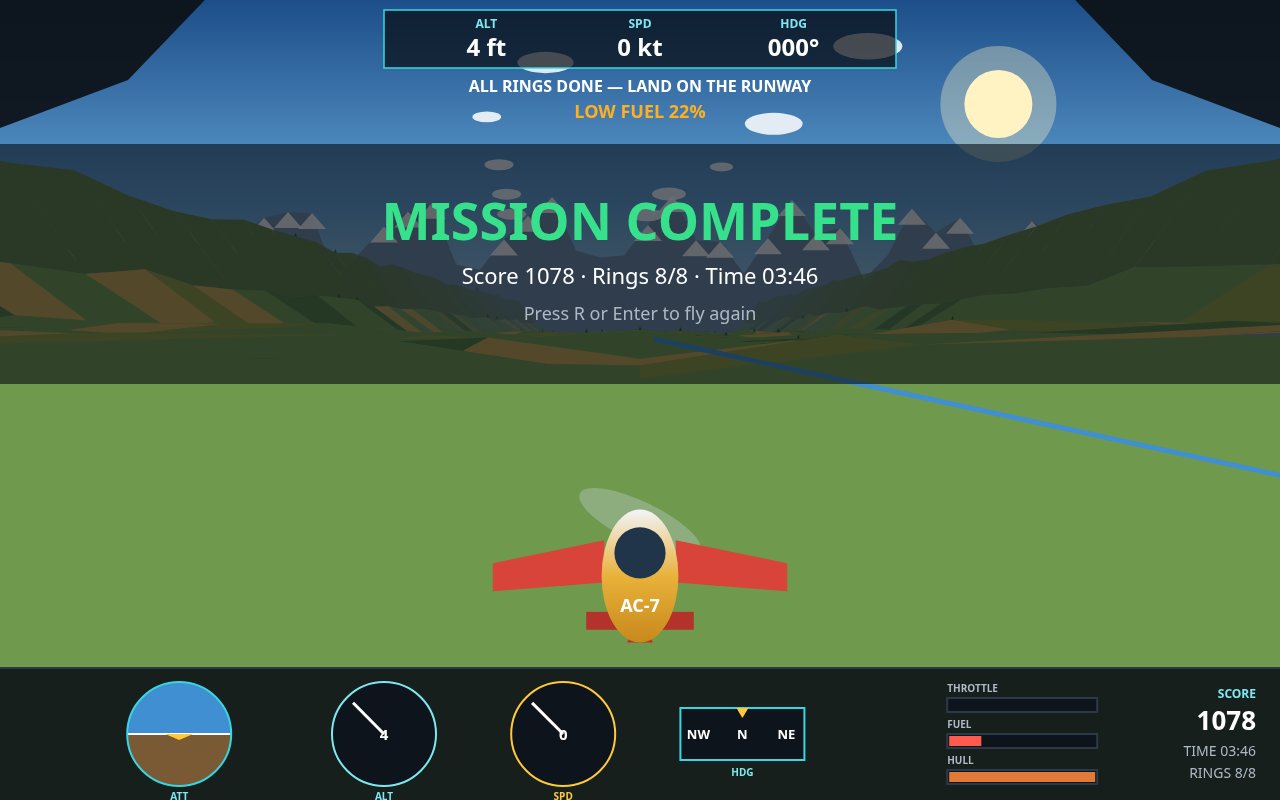 ALT SPD HDG
4 ft 0 kt 000°
ALL RINGS DONE — LAND ON THE RUNWAY
LOW FUEL 22%
MISSION COMPLETE
Score 1078 · Rings 8/8 · Time 03:46
Press R or Enter to fly again
AC-7
4
0
NW N NE
ATT
ALT
SPD
HDG
THROTTLE
FUEL
HULL
SCORE
1078
TIME 03:46
RINGS 8/8